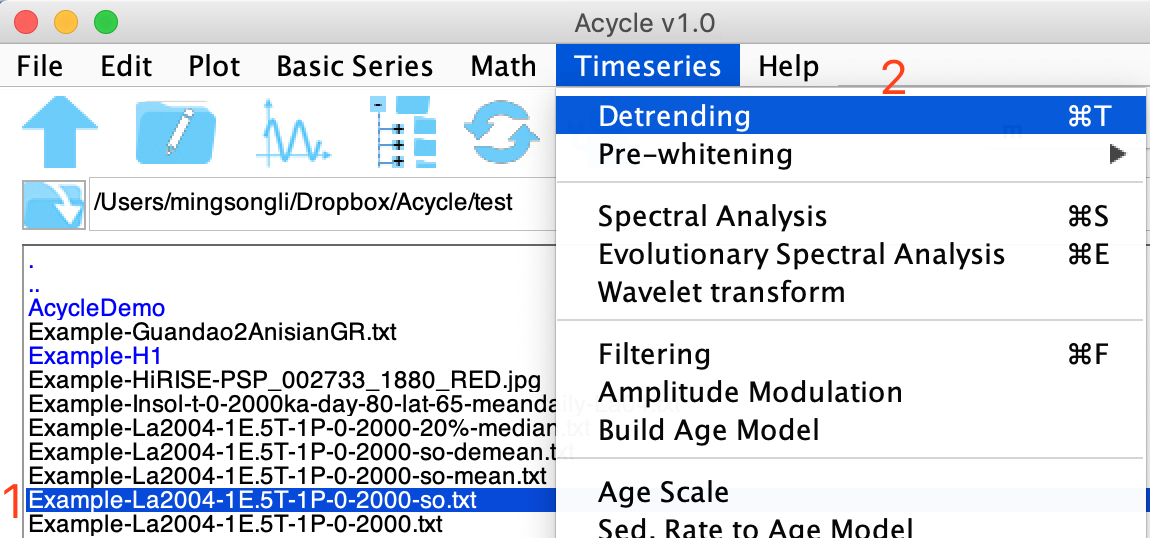 Acycle v1.0
File Edit Plot Basic Series Math Timeseries Help
2
Detrending ⌘T
Pre-whitening
/Users/mingsongli/Dropbox/Acycle/test
Spectral Analysis ⌘S
Evolutionary Spectral Analysis ⌘E
Wavelet transform
Filtering ⌘F
Amplitude Modulation
Build Age Model
Age Scale
Sed. Rate to Age Model
.
..
AcycleDemo
Example-Guandao2AnisianGR.txt
Example-H1
Example-HiRISE-PSP_002733_1880_RED.jpg
Example-Insol-t-0-2000ka-day-80-lat-65-meandaily-La04.txt
Example-La2004-1E.5T-1P-0-2000-20%-median.txt
Example-La2004-1E.5T-1P-0-2000-so-demean.txt
Example-La2004-1E.5T-1P-0-2000-so-mean.txt
1 Example-La2004-1E.5T-1P-0-2000-so.txt
Example-La2004-1E.5T-1P-0-2000.txt